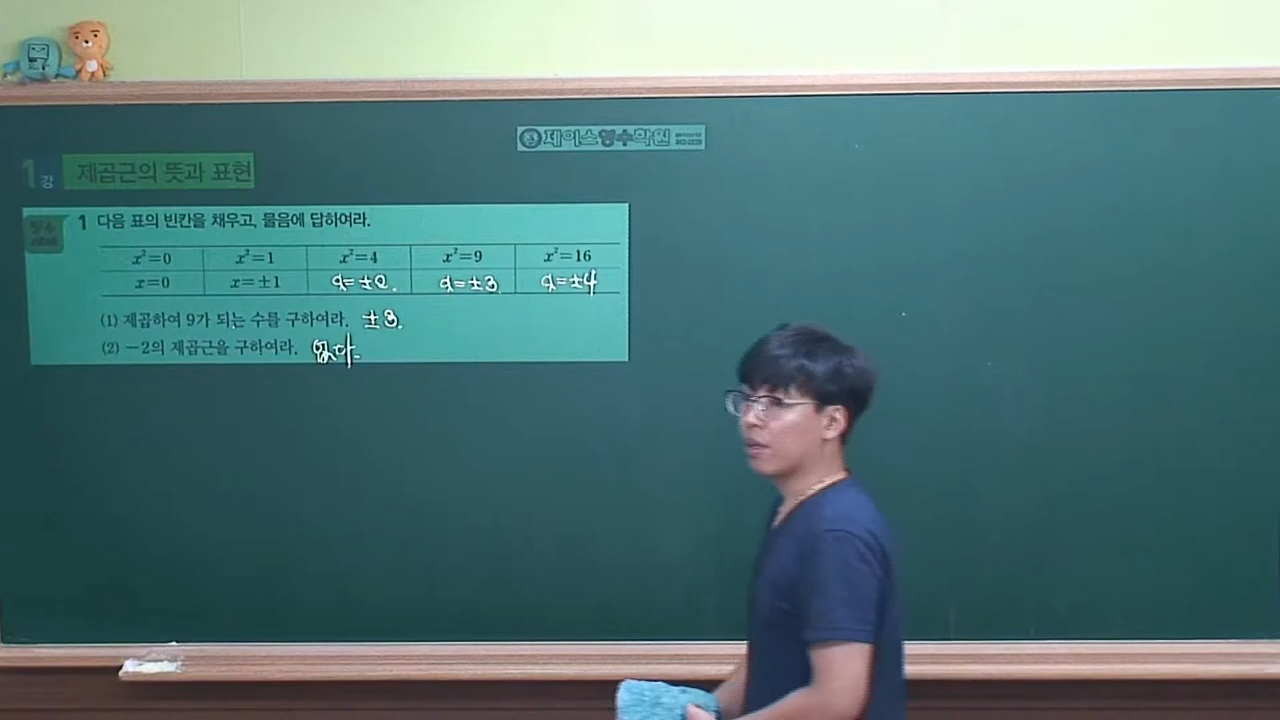 제이스영수학원
1강 제곱근의 뜻과 표현
1 다음 표의 빈칸을 채우고, 물음에 답하여라.
x²=0 x²=1 x²=4 x²=9 x²=16
x=0 x=±1 x=±2. x=±3. x=±4
(1) 제곱하여 9가 되는 수를 구하여라. ±3.
(2) −2의 제곱근을 구하여라. 없다.